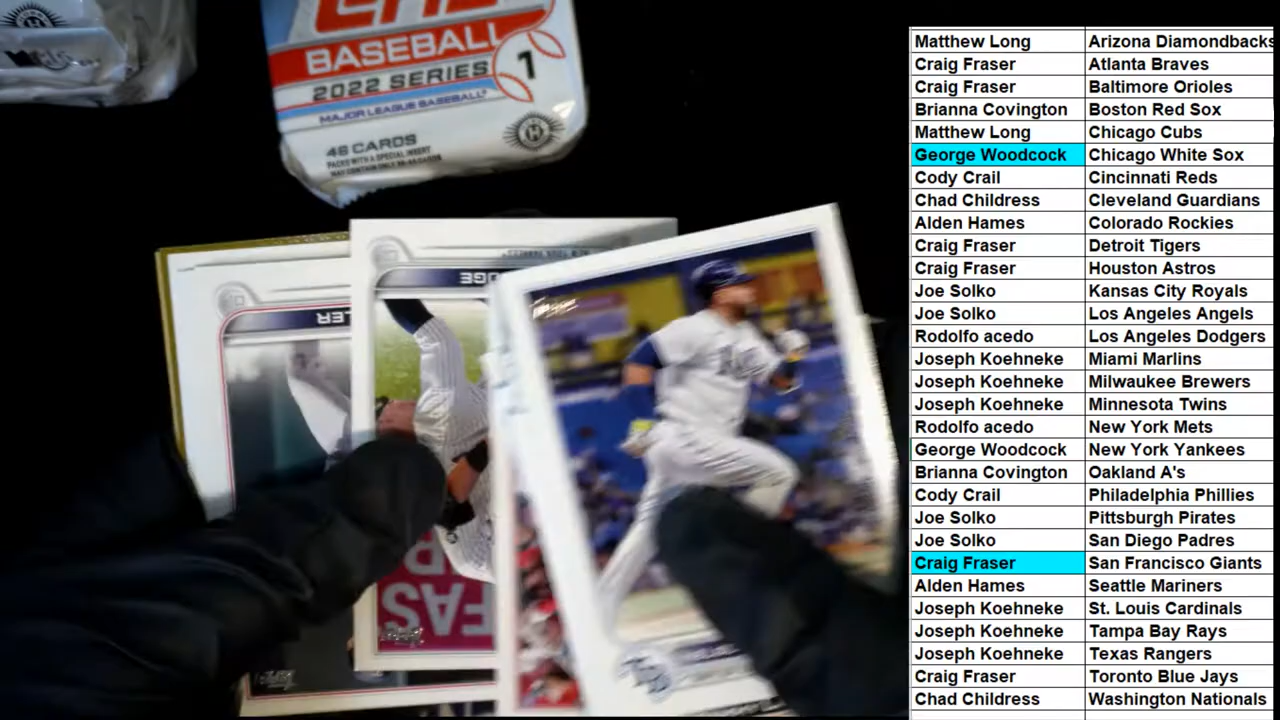 BASEBALL
2022 SERIES 1
MAJOR LEAGUE BASEBALL
46 CARDS
PACKED WITH A SPECIAL INSERT
Matthew Long Arizona Diamondbacks
Craig Fraser Atlanta Braves
Craig Fraser Baltimore Orioles
Brianna Covington Boston Red Sox
Matthew Long Chicago Cubs
George Woodcock Chicago White Sox
Cody Crail Cincinnati Reds
Chad Childress Cleveland Guardians
Alden Hames Colorado Rockies
Craig Fraser Detroit Tigers
Craig Fraser Houston Astros
Joe Solko Kansas City Royals
Joe Solko Los Angeles Angels
Rodolfo acedo Los Angeles Dodgers
Joseph Koehneke Miami Marlins
Joseph Koehneke Milwaukee Brewers
Joseph Koehneke Minnesota Twins
Rodolfo acedo New York Mets
George Woodcock New York Yankees
Brianna Covington Oakland A's
Cody Crail Philadelphia Phillies
Joe Solko Pittsburgh Pirates
Joe Solko San Diego Padres
Craig Fraser San Francisco Giants
Alden Hames Seattle Mariners
Joseph Koehneke St. Louis Cardinals
Joseph Koehneke Tampa Bay Rays
Joseph Koehneke Texas Rangers
Craig Fraser Toronto Blue Jays
Chad Childress Washington Nationals